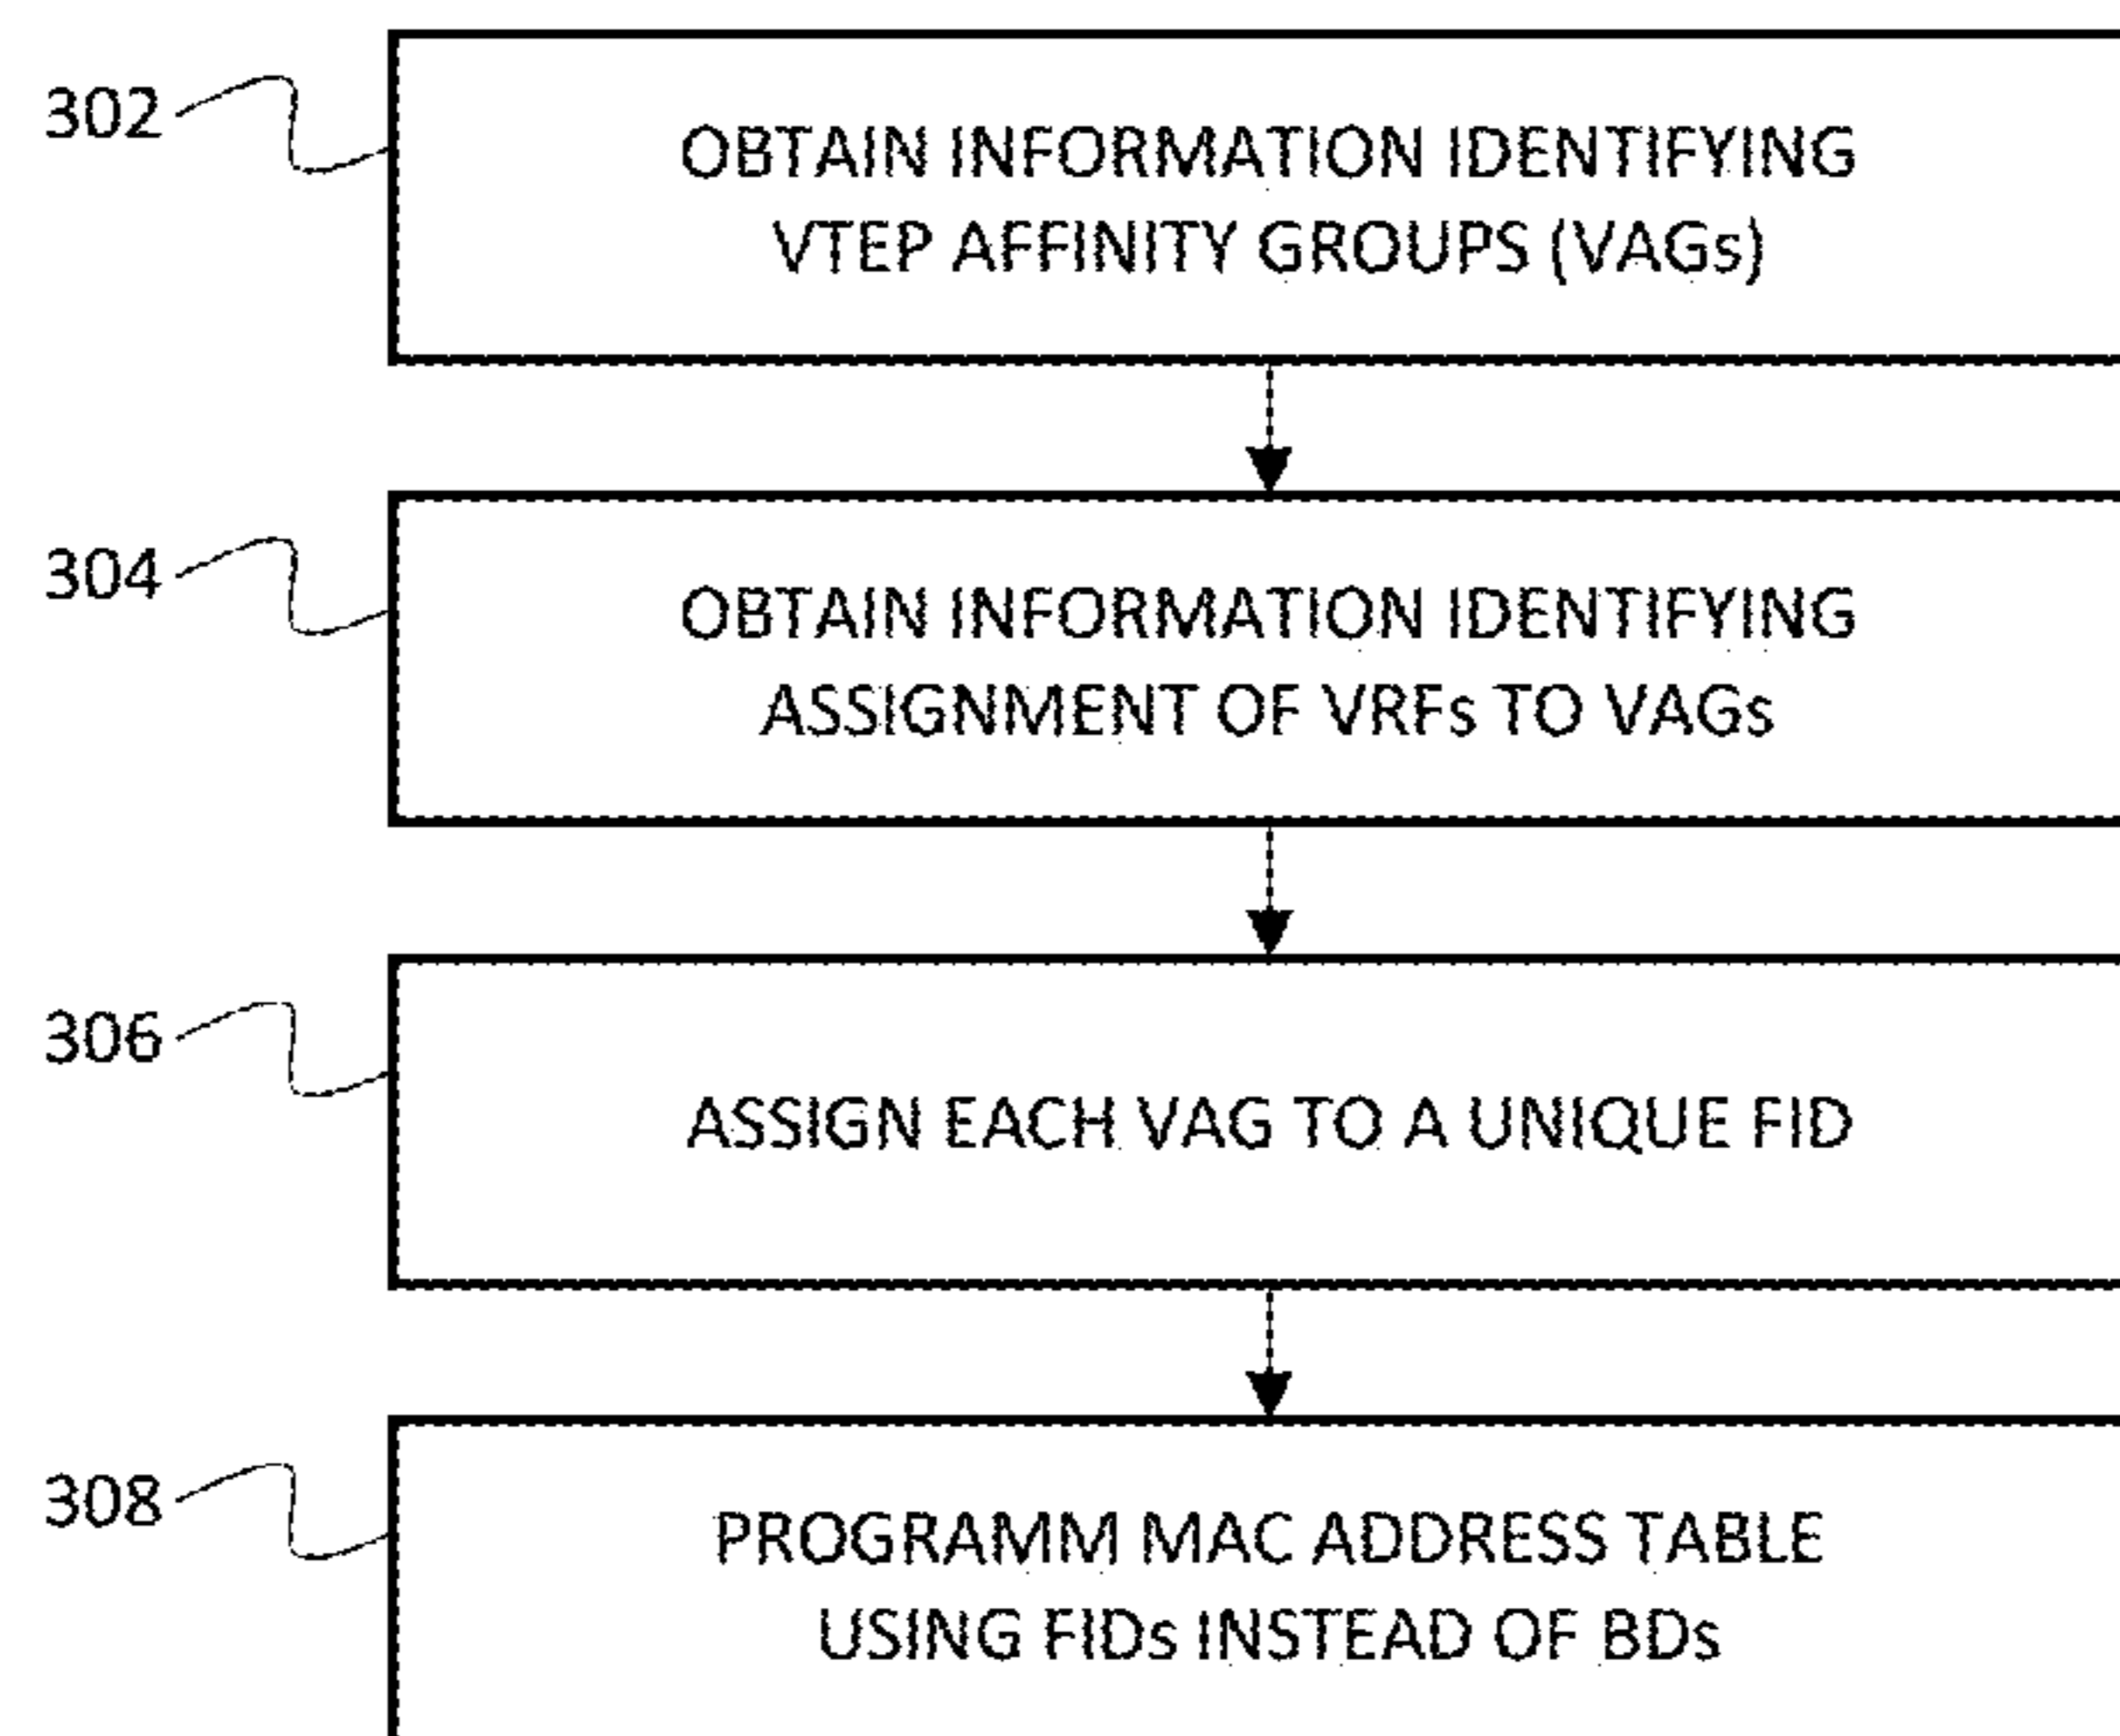 302
OBTAIN INFORMATION IDENTIFYING
VTEP AFFINITY GROUPS (VAGs)
304
OBTAIN INFORMATION IDENTIFYING
ASSIGNMENT OF VRFs TO VAGs
306
ASSIGN EACH VAG TO A UNIQUE FID
308
PROGRAMM MAC ADDRESS TABLE
USING FIDs INSTEAD OF BDs